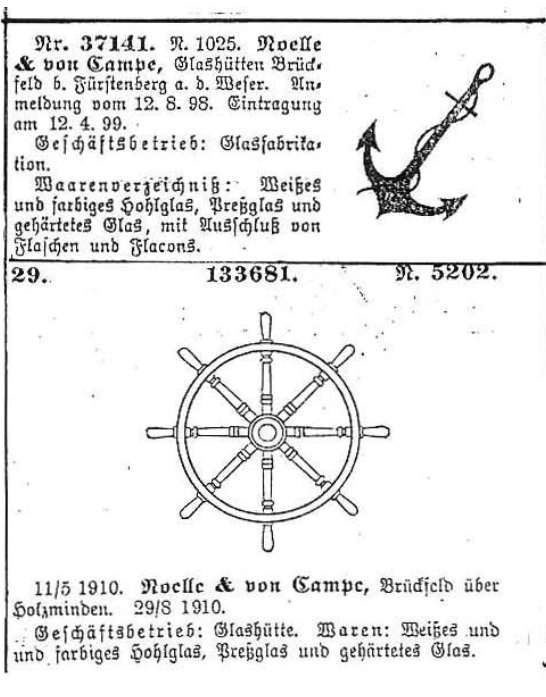 Nr. 37141. N. 1025. Noelle
& von Campe, Glashütten Brück-
feld b. Fürstenberg a. d. Weser. An-
meldung vom 12. 8. 98. Eintragung
am 12. 4. 99.
Geschäftsbetrieb: Glasfabrika-
tion.
Waarenverzeichniß: Weißes
und farbiges Hohlglas, Preßglas und
gehärtetes Glas, mit Ausschluß von
Flaschen und Flacons.
29. 133681. N. 5202.
11/5 1910. Noelle & von Campe, Brückfeld über
Holzminden. 29/8 1910.
Geschäftsbetrieb: Glashütte. Waren: Weißes und
und farbiges Hohlglas, Preßglas und gehärtetes Glas.